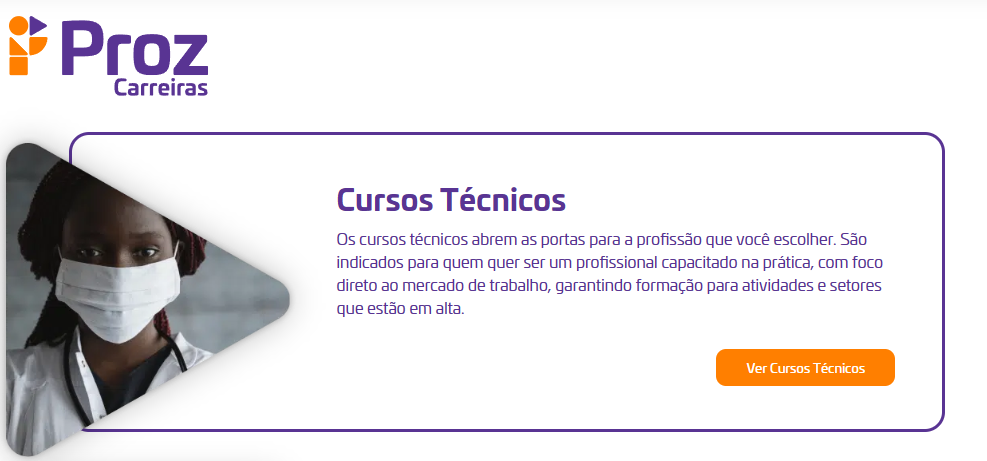 Proz
Carreiras
Cursos Técnicos
Os cursos técnicos abrem as portas para a profissão que você escolher. São
indicados para quem quer ser um profissional capacitado na prática, com foco
direto ao mercado de trabalho, garantindo formação para atividades e setores
que estão em alta.
Ver Cursos Técnicos